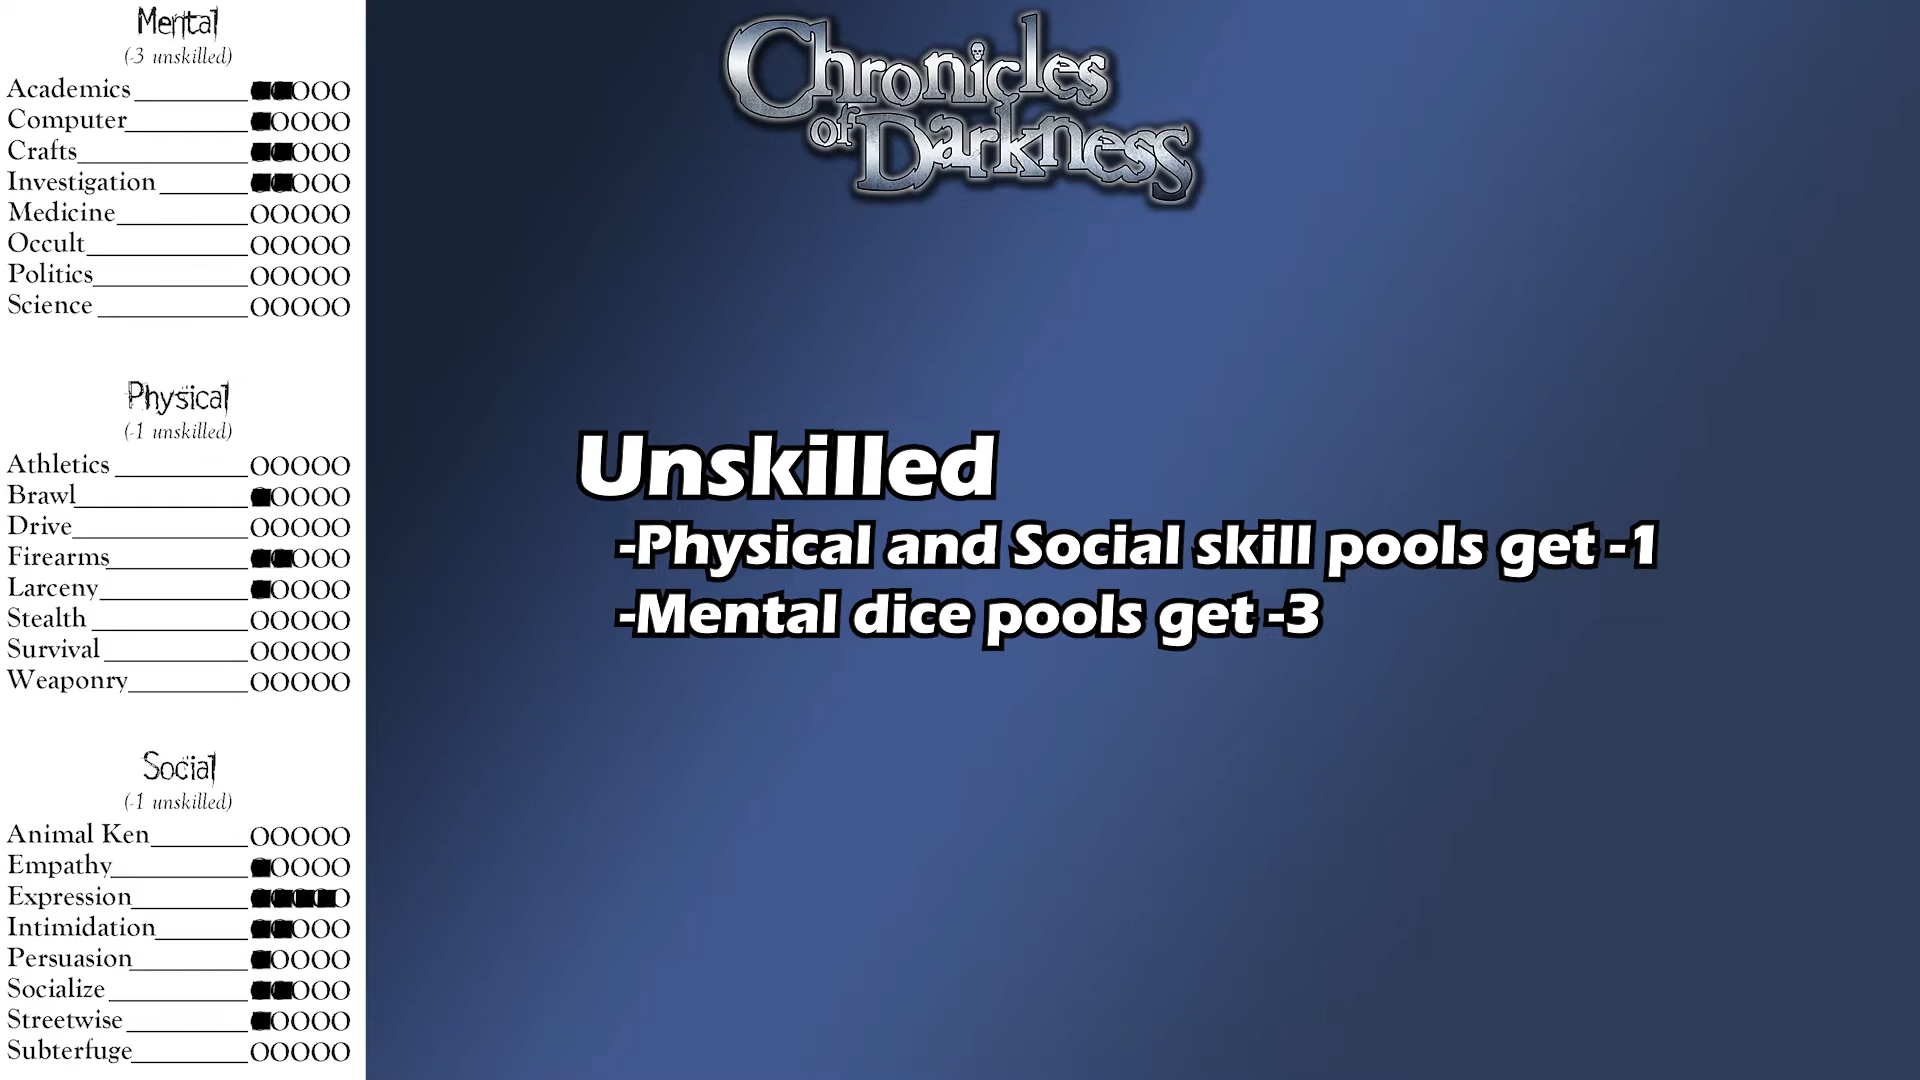 Mental
(-3 unskilled)
Academics
Computer
Crafts
Investigation
Medicine
Occult
Politics
Science
Physical
(-1 unskilled)
Athletics
Brawl
Drive
Firearms
Larceny
Stealth
Survival
Weaponry
Social
(-1 unskilled)
Animal Ken
Empathy
Expression
Intimidation
Persuasion
Socialize
Streetwise
Subterfuge
Chronicles
of Darkness
Unskilled
-Physical and Social skill pools get -1
-Mental dice pools get -3